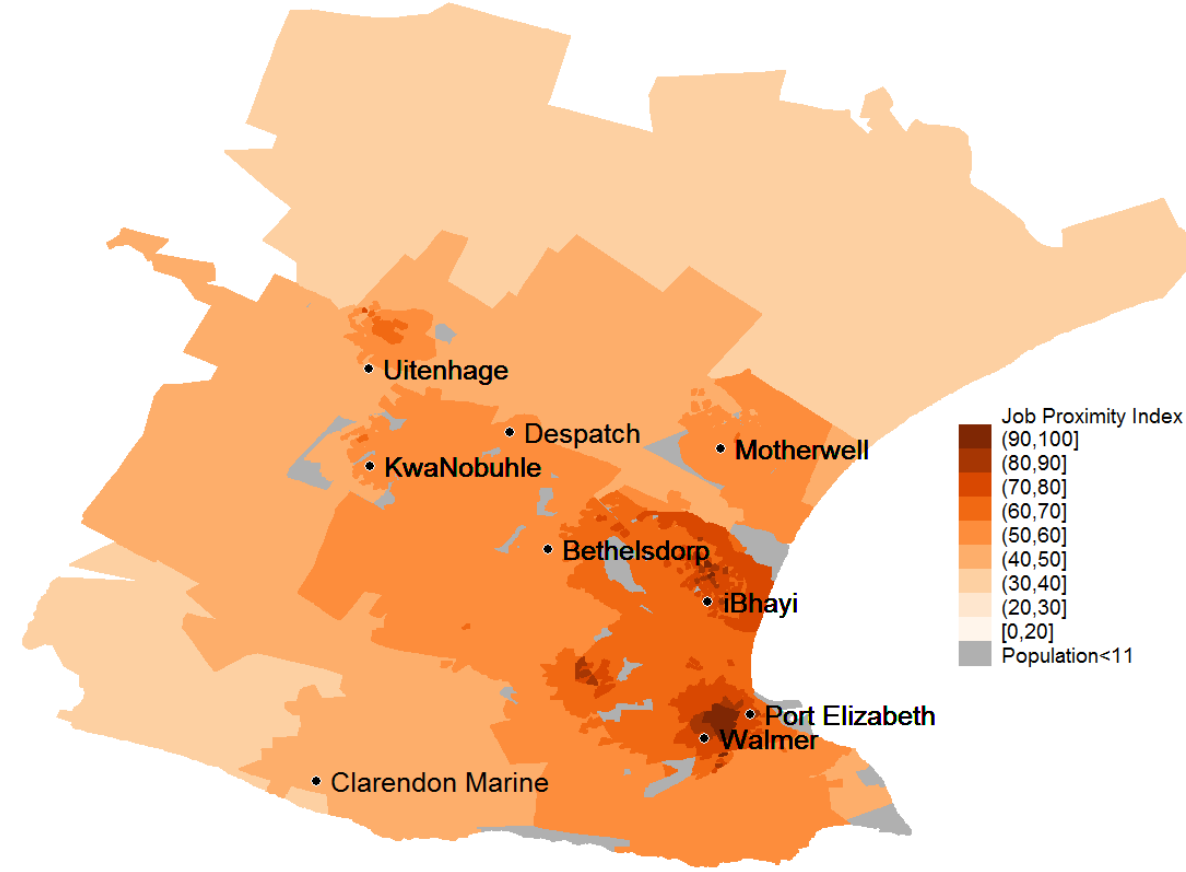 Uitenhage
Despatch
KwaNobuhle
Motherwell
Bethelsdorp
iBhayi
Port Elizabeth
Walmer
Clarendon Marine
Job Proximity Index
(90,100]
(80,90]
(70,80]
(60,70]
(50,60]
(40,50]
(30,40]
(20,30]
[0,20]
Population<11